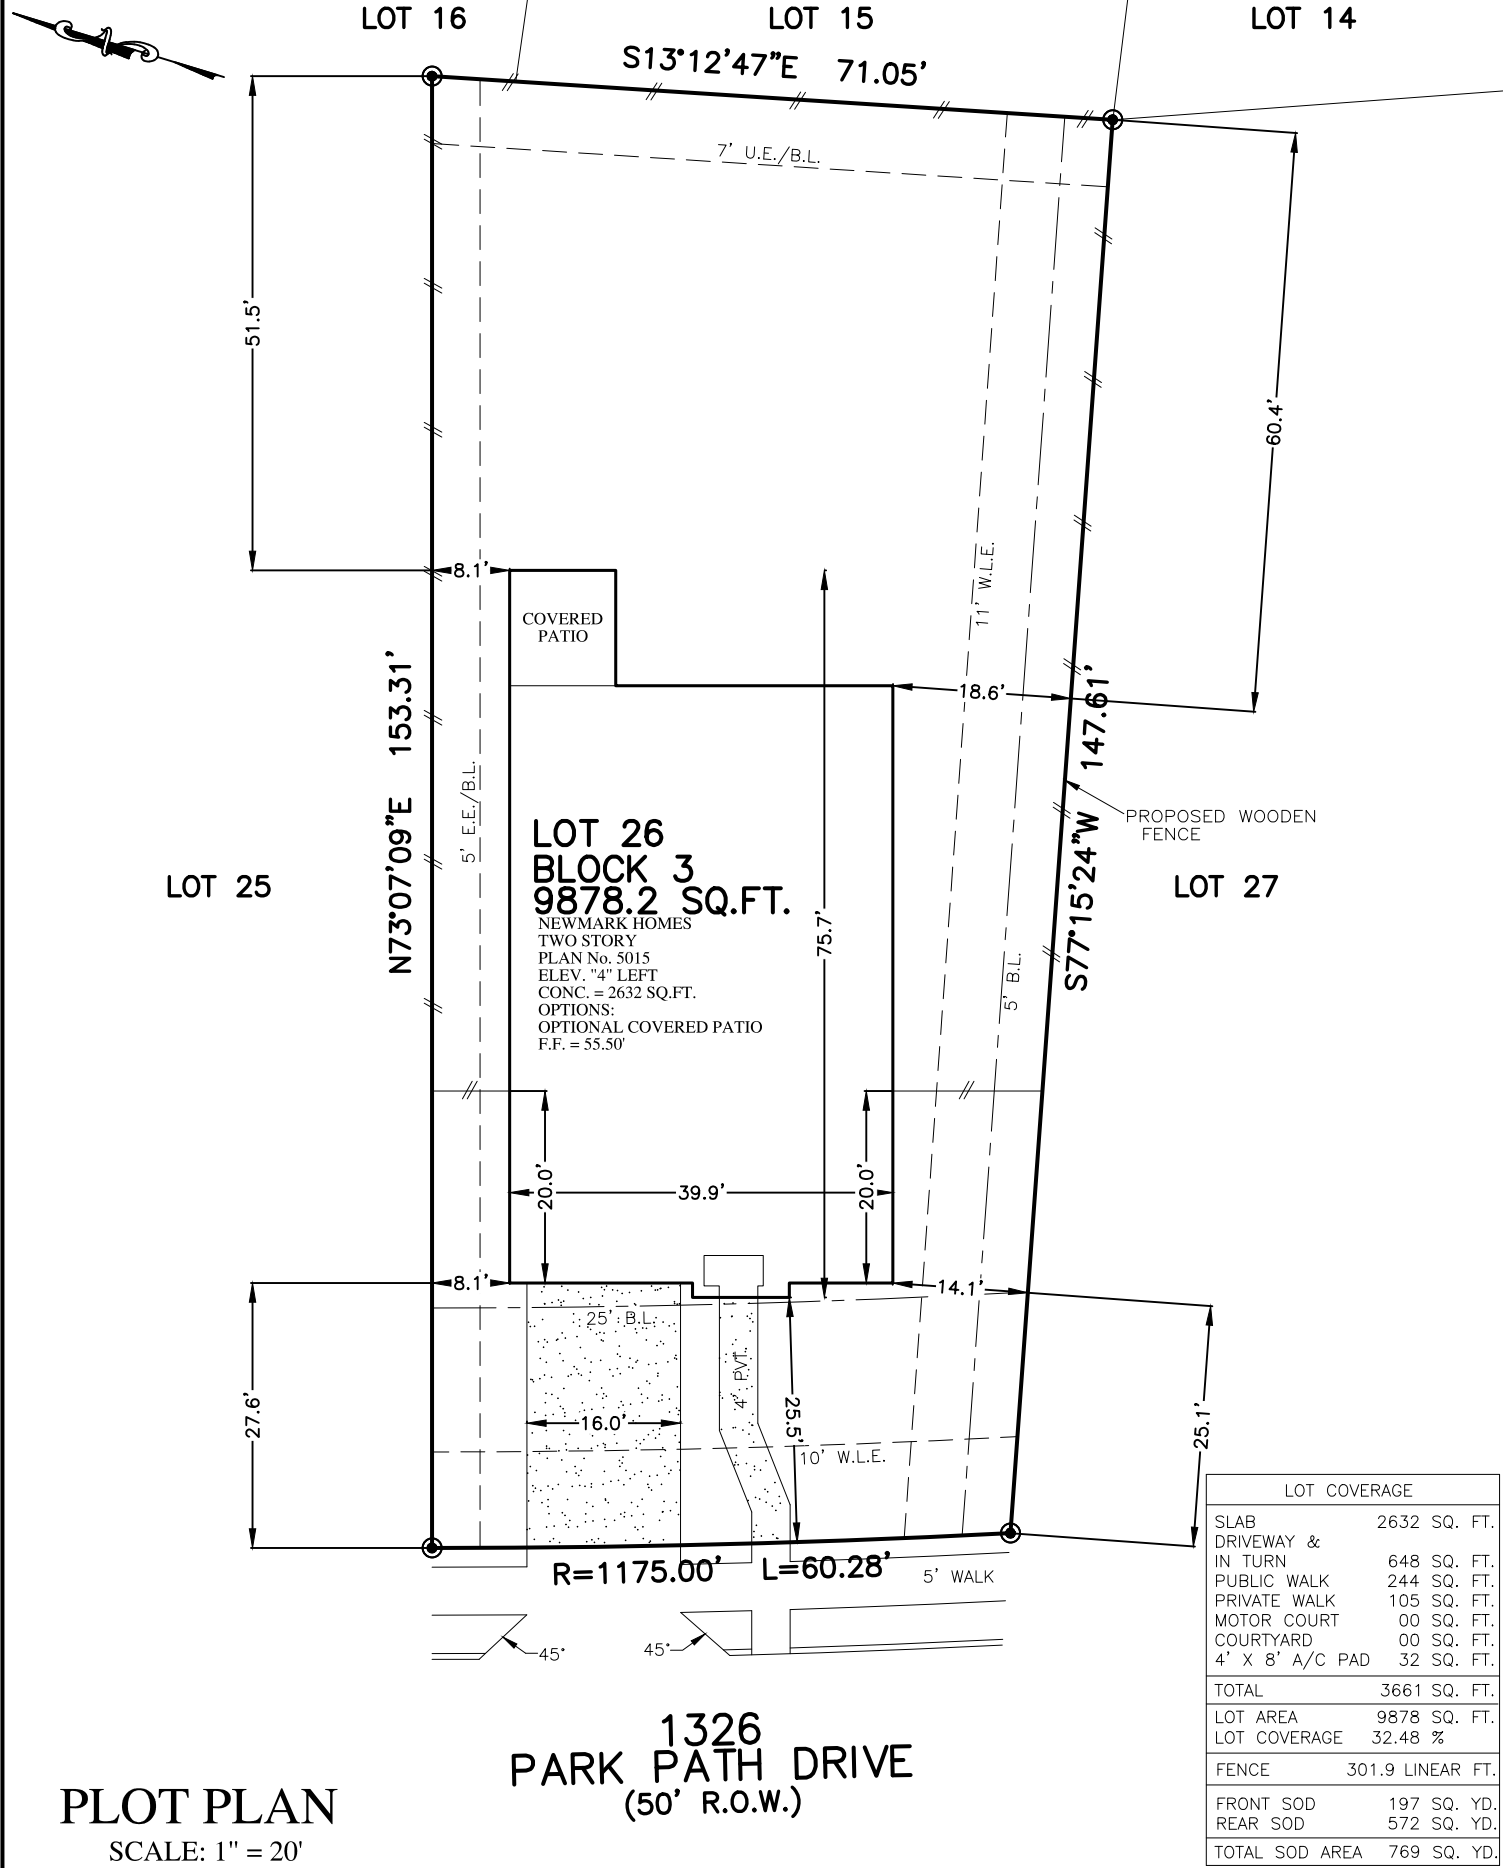 LOT 16
LOT 15
LOT 14
S13°12'47"E 71.05'
7' U.E./B.L.
51.5'
60.4'
8.1'
COVERED
PATIO
11' W.L.E.
18.6'
N73°07'09"E 153.31'
S77°15'24"W 147.61'
5' E.E./B.L.
PROPOSED WOODEN
FENCE
LOT 25
LOT 26
BLOCK 3
9878.2 SQ.FT.
NEWMARK HOMES
TWO STORY
PLAN No. 5015
ELEV. "4" LEFT
CONC. = 2632 SQ.FT.
OPTIONS:
OPTIONAL COVERED PATIO
F.F. = 55.50'
75.7'
LOT 27
5' B.L.
20.0'
39.9'
20.0'
8.1'
14.1'
25' B.L.
4' PVT.
27.6'
16.0'
25.5'
10' W.L.E.
25.1'
R=1175.00' L=60.28'
5' WALK
45°
45°
1326
PARK PATH DRIVE
(50' R.O.W.)
PLOT PLAN
SCALE: 1" = 20'
LOT COVERAGE
SLAB 2632 SQ. FT.
DRIVEWAY &
IN TURN 648 SQ. FT.
PUBLIC WALK 244 SQ. FT.
PRIVATE WALK 105 SQ. FT.
MOTOR COURT 00 SQ. FT.
COURTYARD 00 SQ. FT.
4' X 8' A/C PAD 32 SQ. FT.
TOTAL 3661 SQ. FT.
LOT AREA 9878 SQ. FT.
LOT COVERAGE 32.48 %
FENCE 301.9 LINEAR FT.
FRONT SOD 197 SQ. YD.
REAR SOD 572 SQ. YD.
TOTAL SOD AREA 769 SQ. YD.